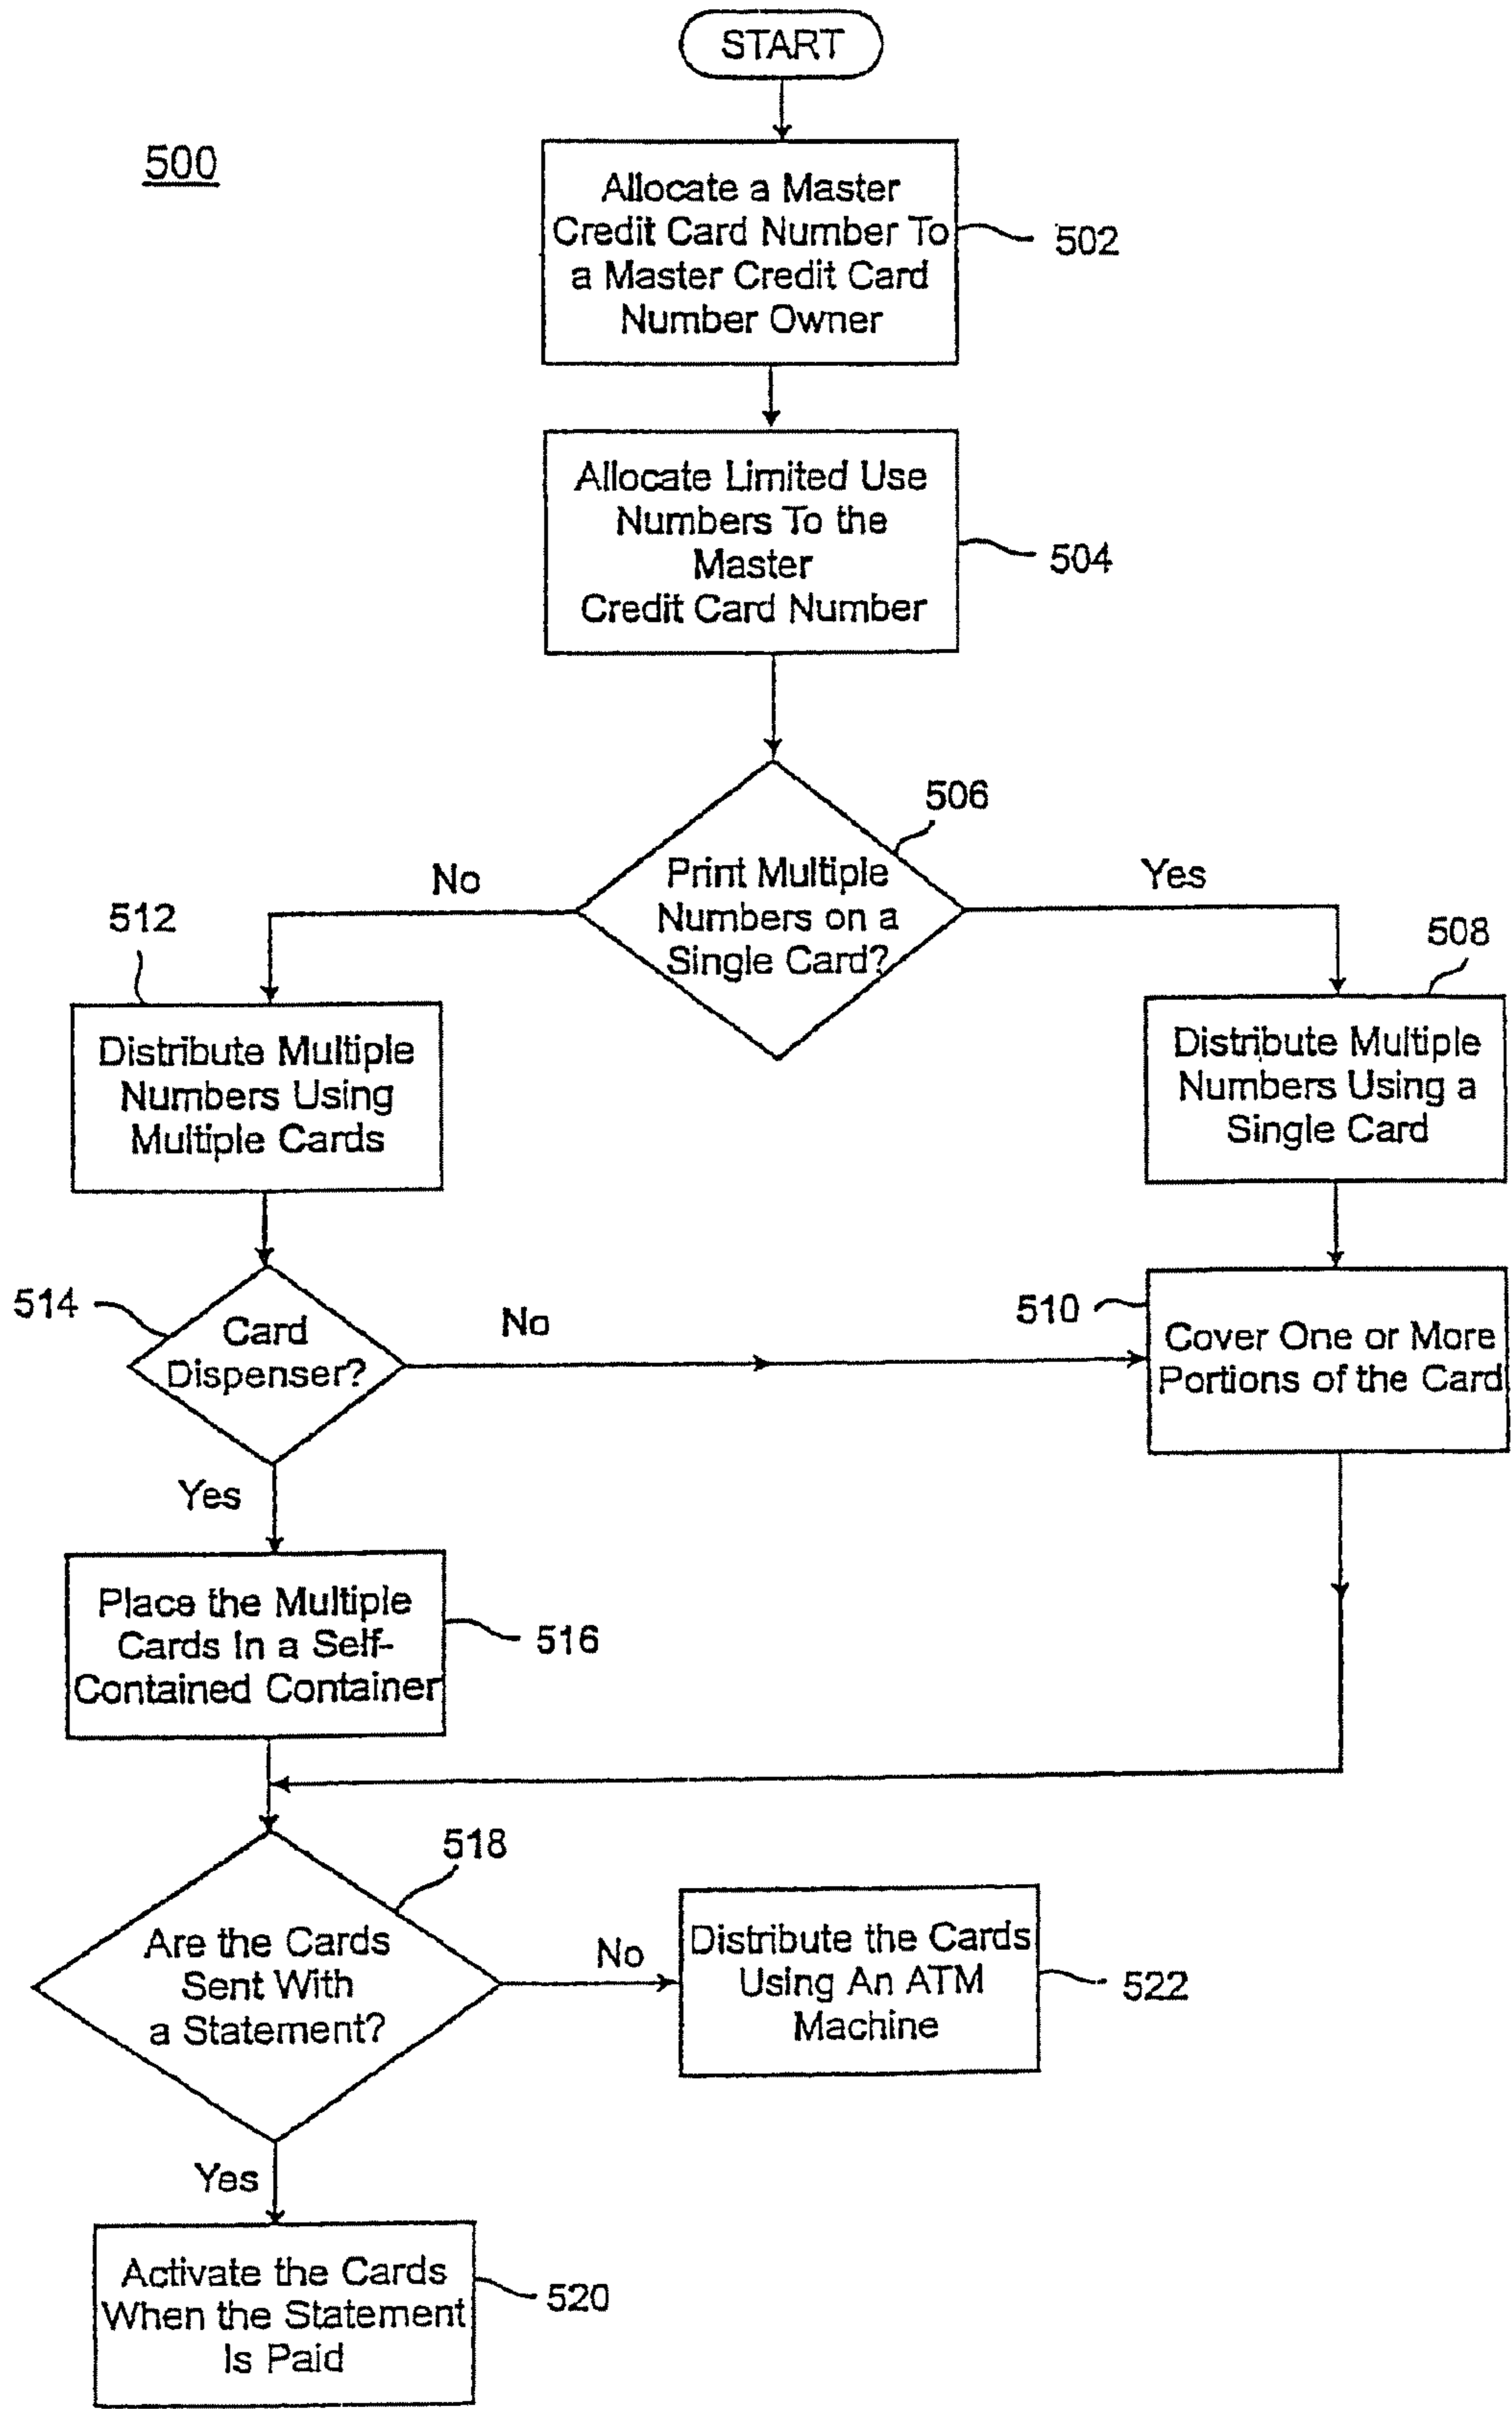 START
500
Allocate a Master
Credit Card Number To
a Master Credit Card
Number Owner
502
Allocate Limited Use
Numbers To the
Master
Credit Card Number
504
506
Print Multiple
Numbers on a
Single Card?
No
Yes
512
508
Distribute Multiple
Numbers Using
Multiple Cards
Distribute Multiple
Numbers Using a
Single Card
514
Card
Dispenser?
No
510
Cover One or More
Portions of the Card
Yes
Place the Multiple
Cards In a Self-
Contained Container
516
518
Are the Cards
Sent With
a Statement?
No
Distribute the Cards
Using An ATM
Machine
522
Yes
Activate the Cards
When the Statement
Is Paid
520